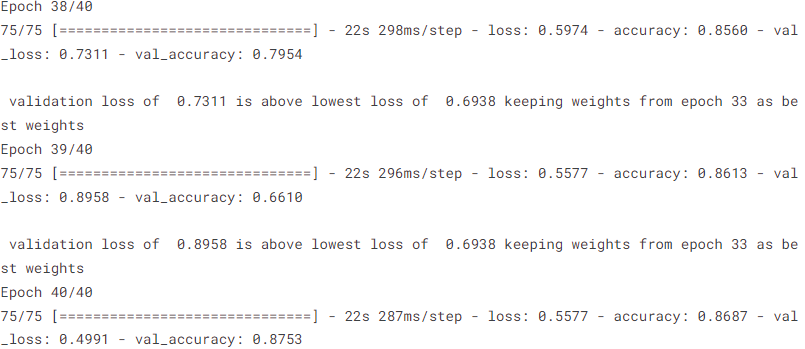 Epoch 38/40
75/75 [==============================] - 22s 298ms/step - loss: 0.5974 - accuracy: 0.8560 - val
_loss: 0.7311 - val_accuracy: 0.7954
 validation loss of  0.7311 is above lowest loss of  0.6938 keeping weights from epoch 33 as be
st weights
Epoch 39/40
75/75 [==============================] - 22s 296ms/step - loss: 0.5577 - accuracy: 0.8613 - val
_loss: 0.8958 - val_accuracy: 0.6610
 validation loss of  0.8958 is above lowest loss of  0.6938 keeping weights from epoch 33 as be
st weights
Epoch 40/40
75/75 [==============================] - 22s 287ms/step - loss: 0.5577 - accuracy: 0.8687 - val
_loss: 0.4991 - val_accuracy: 0.8753